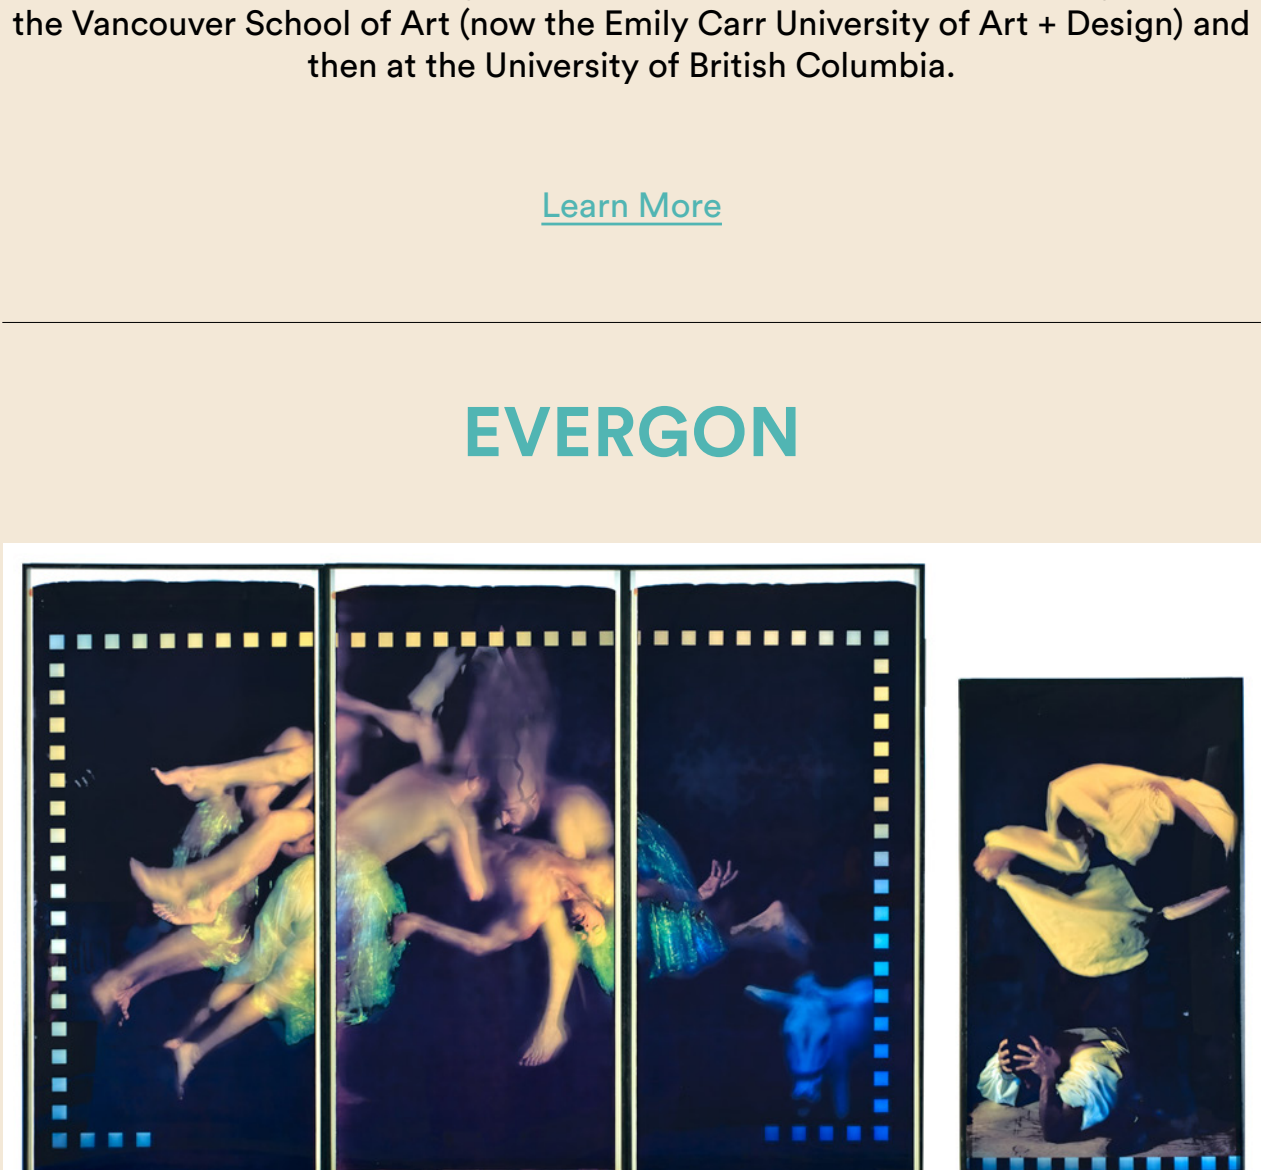 the Vancouver School of Art (now the Emily Carr University of Art + Design) and
then at the University of British Columbia.
Learn More
EVERGON